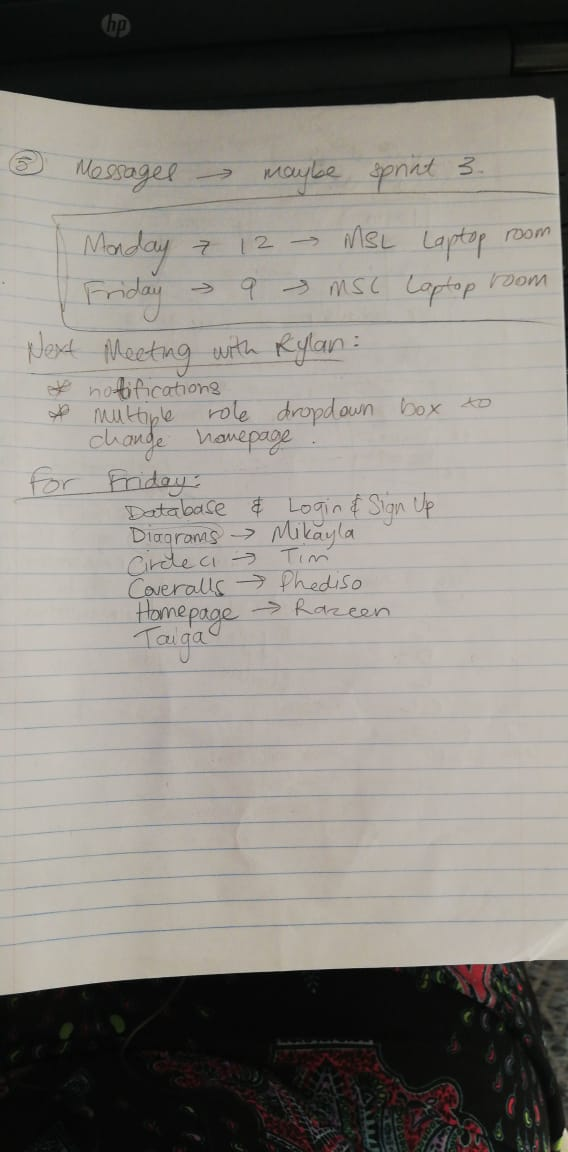 hp
⑤ Messages → maybe sprint 3.
Monday → 12 → MSL Laptop room
Friday → 9 → MSL Laptop room
Next Meeting with Rylan:
* notifications
* multiple role dropdown box to
change homepage.
For Friday:
Database & Login & Sign Up
Diagrams → Mikayla
Circle ci → Tim
Coveralls → Phediso
Homepage → Razeen
Taiga